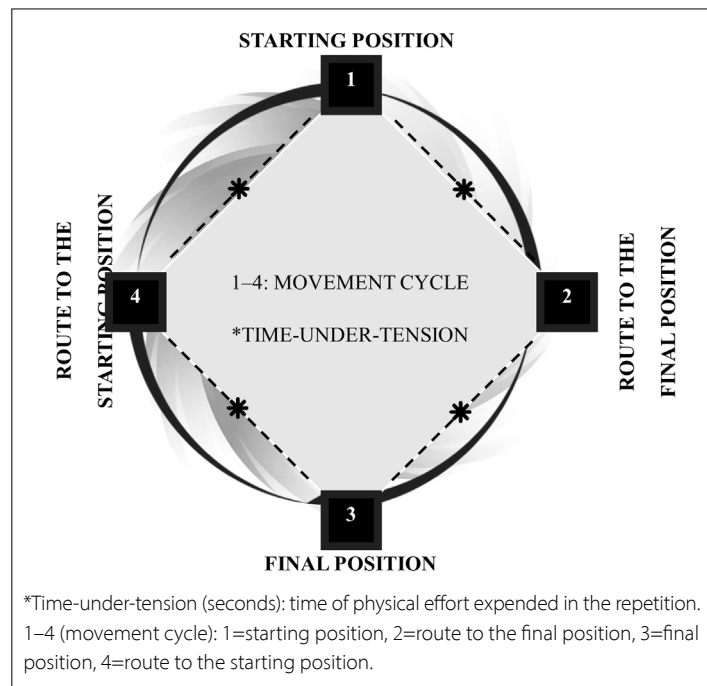 STARTING POSITION
1
ROUTE TO THE
STARTING POSITION
4
1–4: MOVEMENT CYCLE
*TIME-UNDER-TENSION
2
ROUTE TO THE
FINAL POSITION
3
FINAL POSITION
*Time-under-tension (seconds): time of physical effort expended in the repetition.
1–4 (movement cycle): 1=starting position, 2=route to the final position, 3=final
position, 4=route to the starting position.